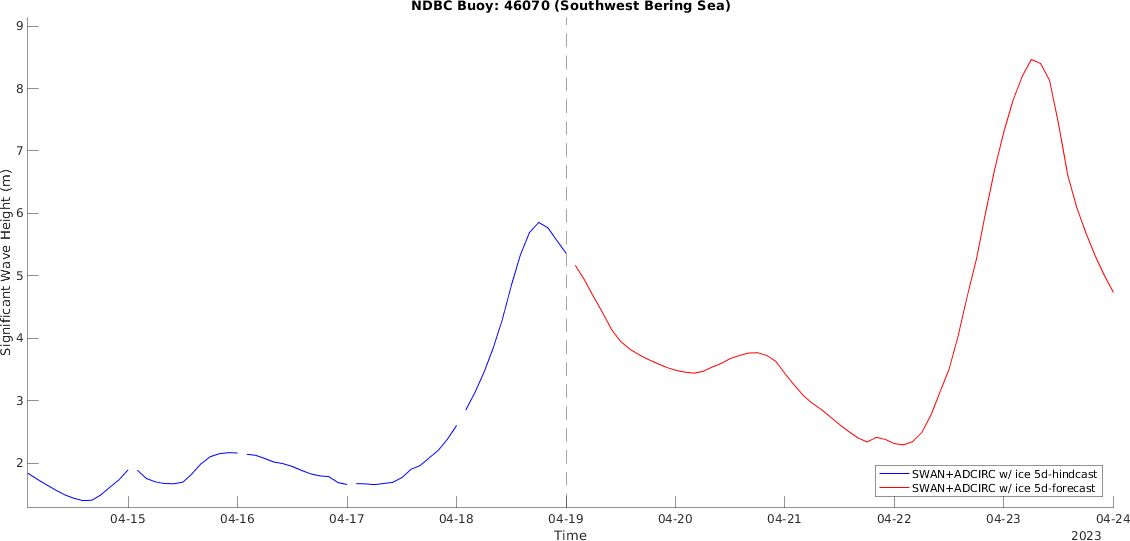 NDBC Buoy: 46070 (Southwest Bering Sea)
9
8
7
6
5
4
3
2
Significant Wave Height (m)
SWAN+ADCIRC w/ ice 5d-hindcast
SWAN+ADCIRC w/ ice 5d-forecast
04-15 04-16 04-17 04-18 04-19 04-20 04-21 04-22 04-23 04-24
Time
2023